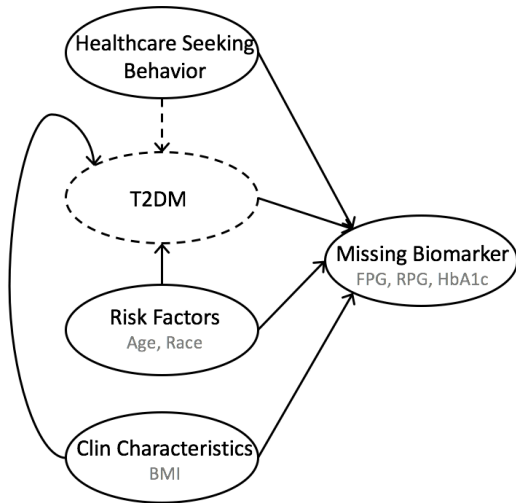 Healthcare Seeking
Behavior
T2DM
Missing Biomarker
FPG, RPG, HbA1c
Risk Factors
Age, Race
Clin Characteristics
BMI